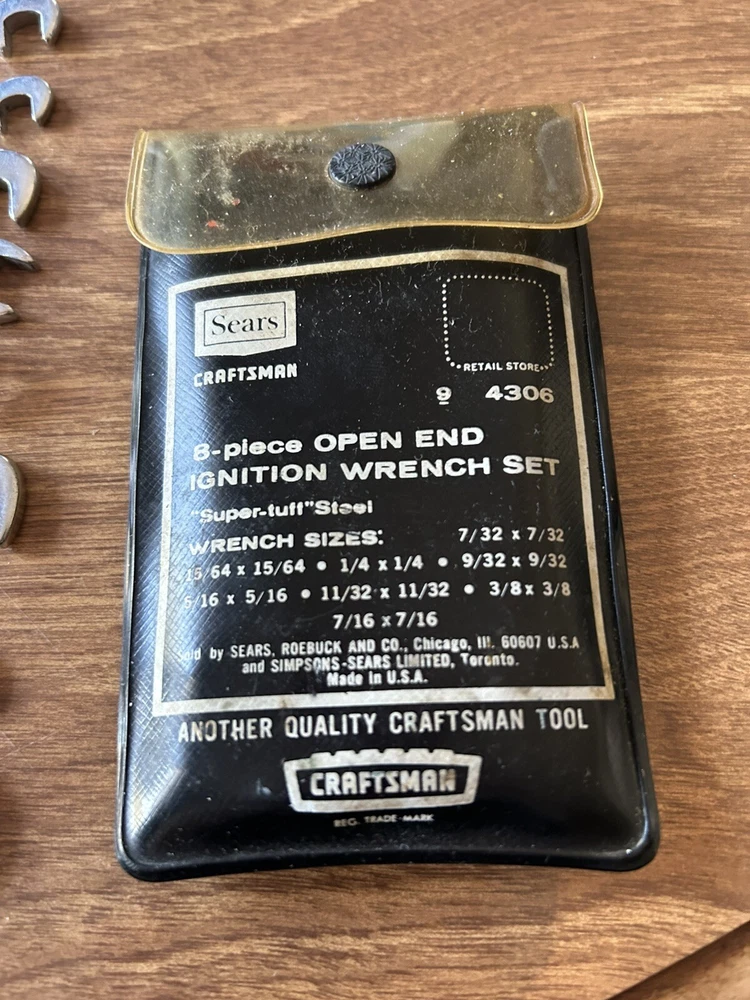 Sears
CRAFTSMAN
RETAIL STORE
9 4306
8-piece OPEN END
IGNITION WRENCH SET
"Super-tuff" Steel
WRENCH SIZES: 7/32 x 7/32
15/64 x 15/64 • 1/4 x 1/4 • 9/32 x 9/32
5/16 x 5/16 • 11/32 x 11/32 • 3/8 x 3/8
7/16 x 7/16
Sold by SEARS, ROEBUCK AND CO., Chicago, Ill. 60607 U.S.A
and SIMPSONS-SEARS LIMITED, Toronto.
Made in U.S.A.
ANOTHER QUALITY CRAFTSMAN TOOL
CRAFTSMAN
REG. TRADE-MARK